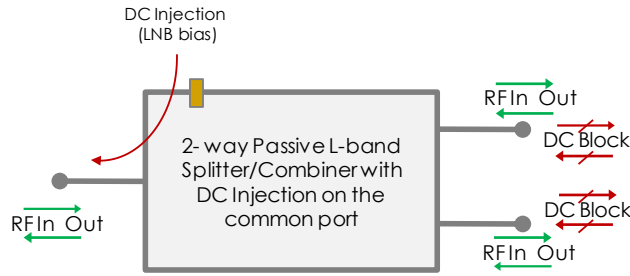 DC Injection
(LNB bias)
RF In Out
DC Block
2- way Passive L-band
Splitter/Combiner with
DC Injection on the
common port
RF In Out
DC Block
RF In Out